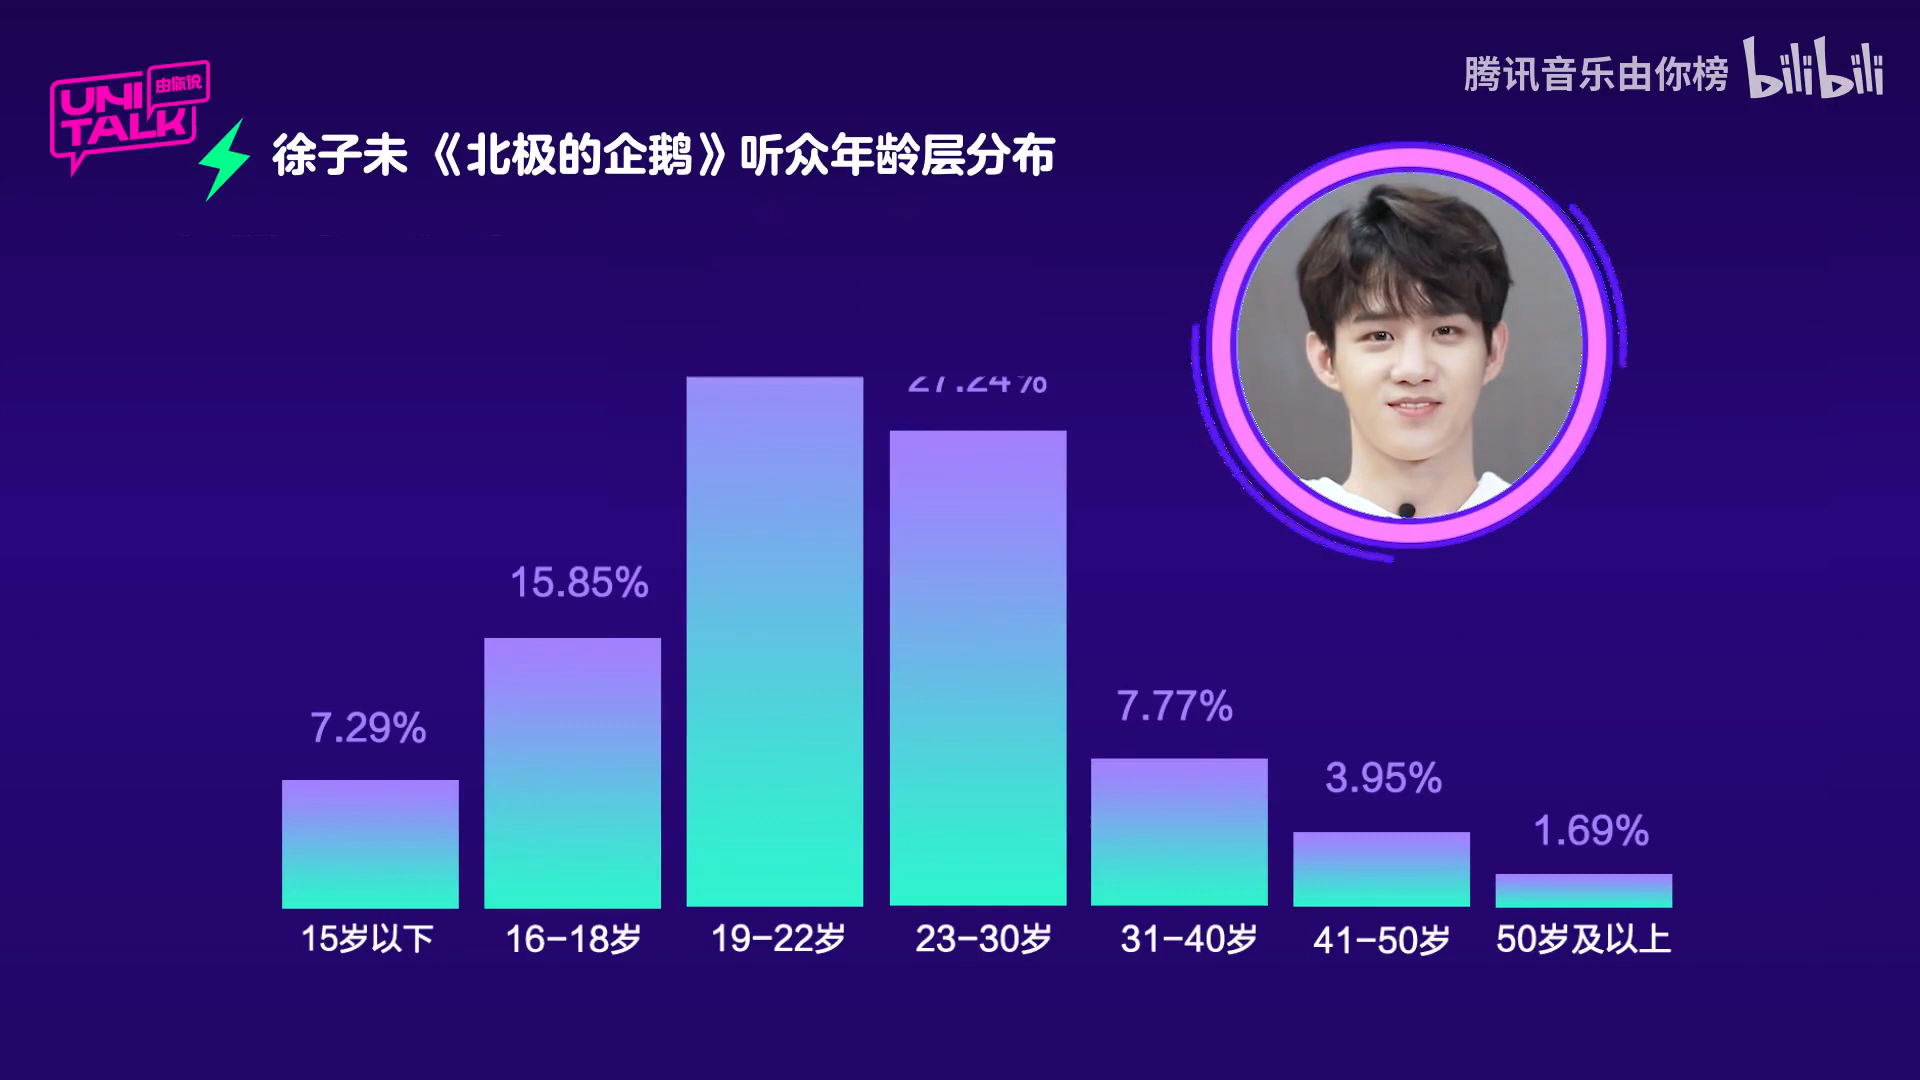 腾讯音乐由你榜 bilibili
UNI 由你说
TALK
徐子未《北极的企鹅》听众年龄层分布
27.24%
15.85%
7.77%
7.29%
3.95%
1.69%
15岁以下 16-18岁 19-22岁 23-30岁 31-40岁 41-50岁 50岁及以上